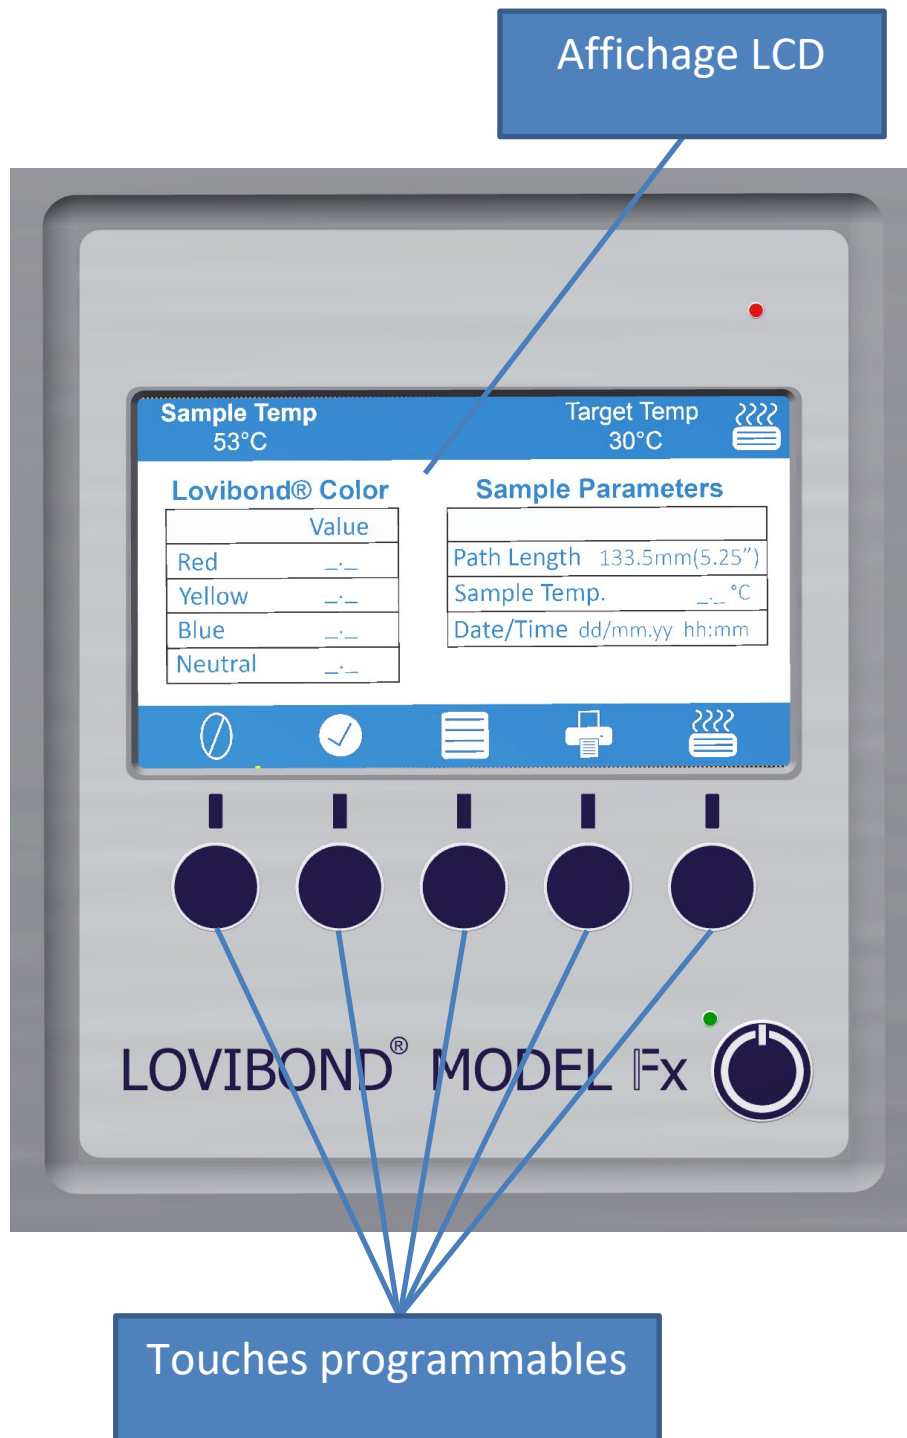 Affichage LCD
Sample Temp
53°C
Target Temp
30°C
Lovibond® Color
Value
Red _._
Yellow _._
Blue _._
Neutral _._
Sample Parameters
Path Length 133.5mm(5.25”)
Sample Temp. _._ °C
Date/Time dd/mm.yy hh:mm
LOVIBOND® MODEL Fx
Touches programmables